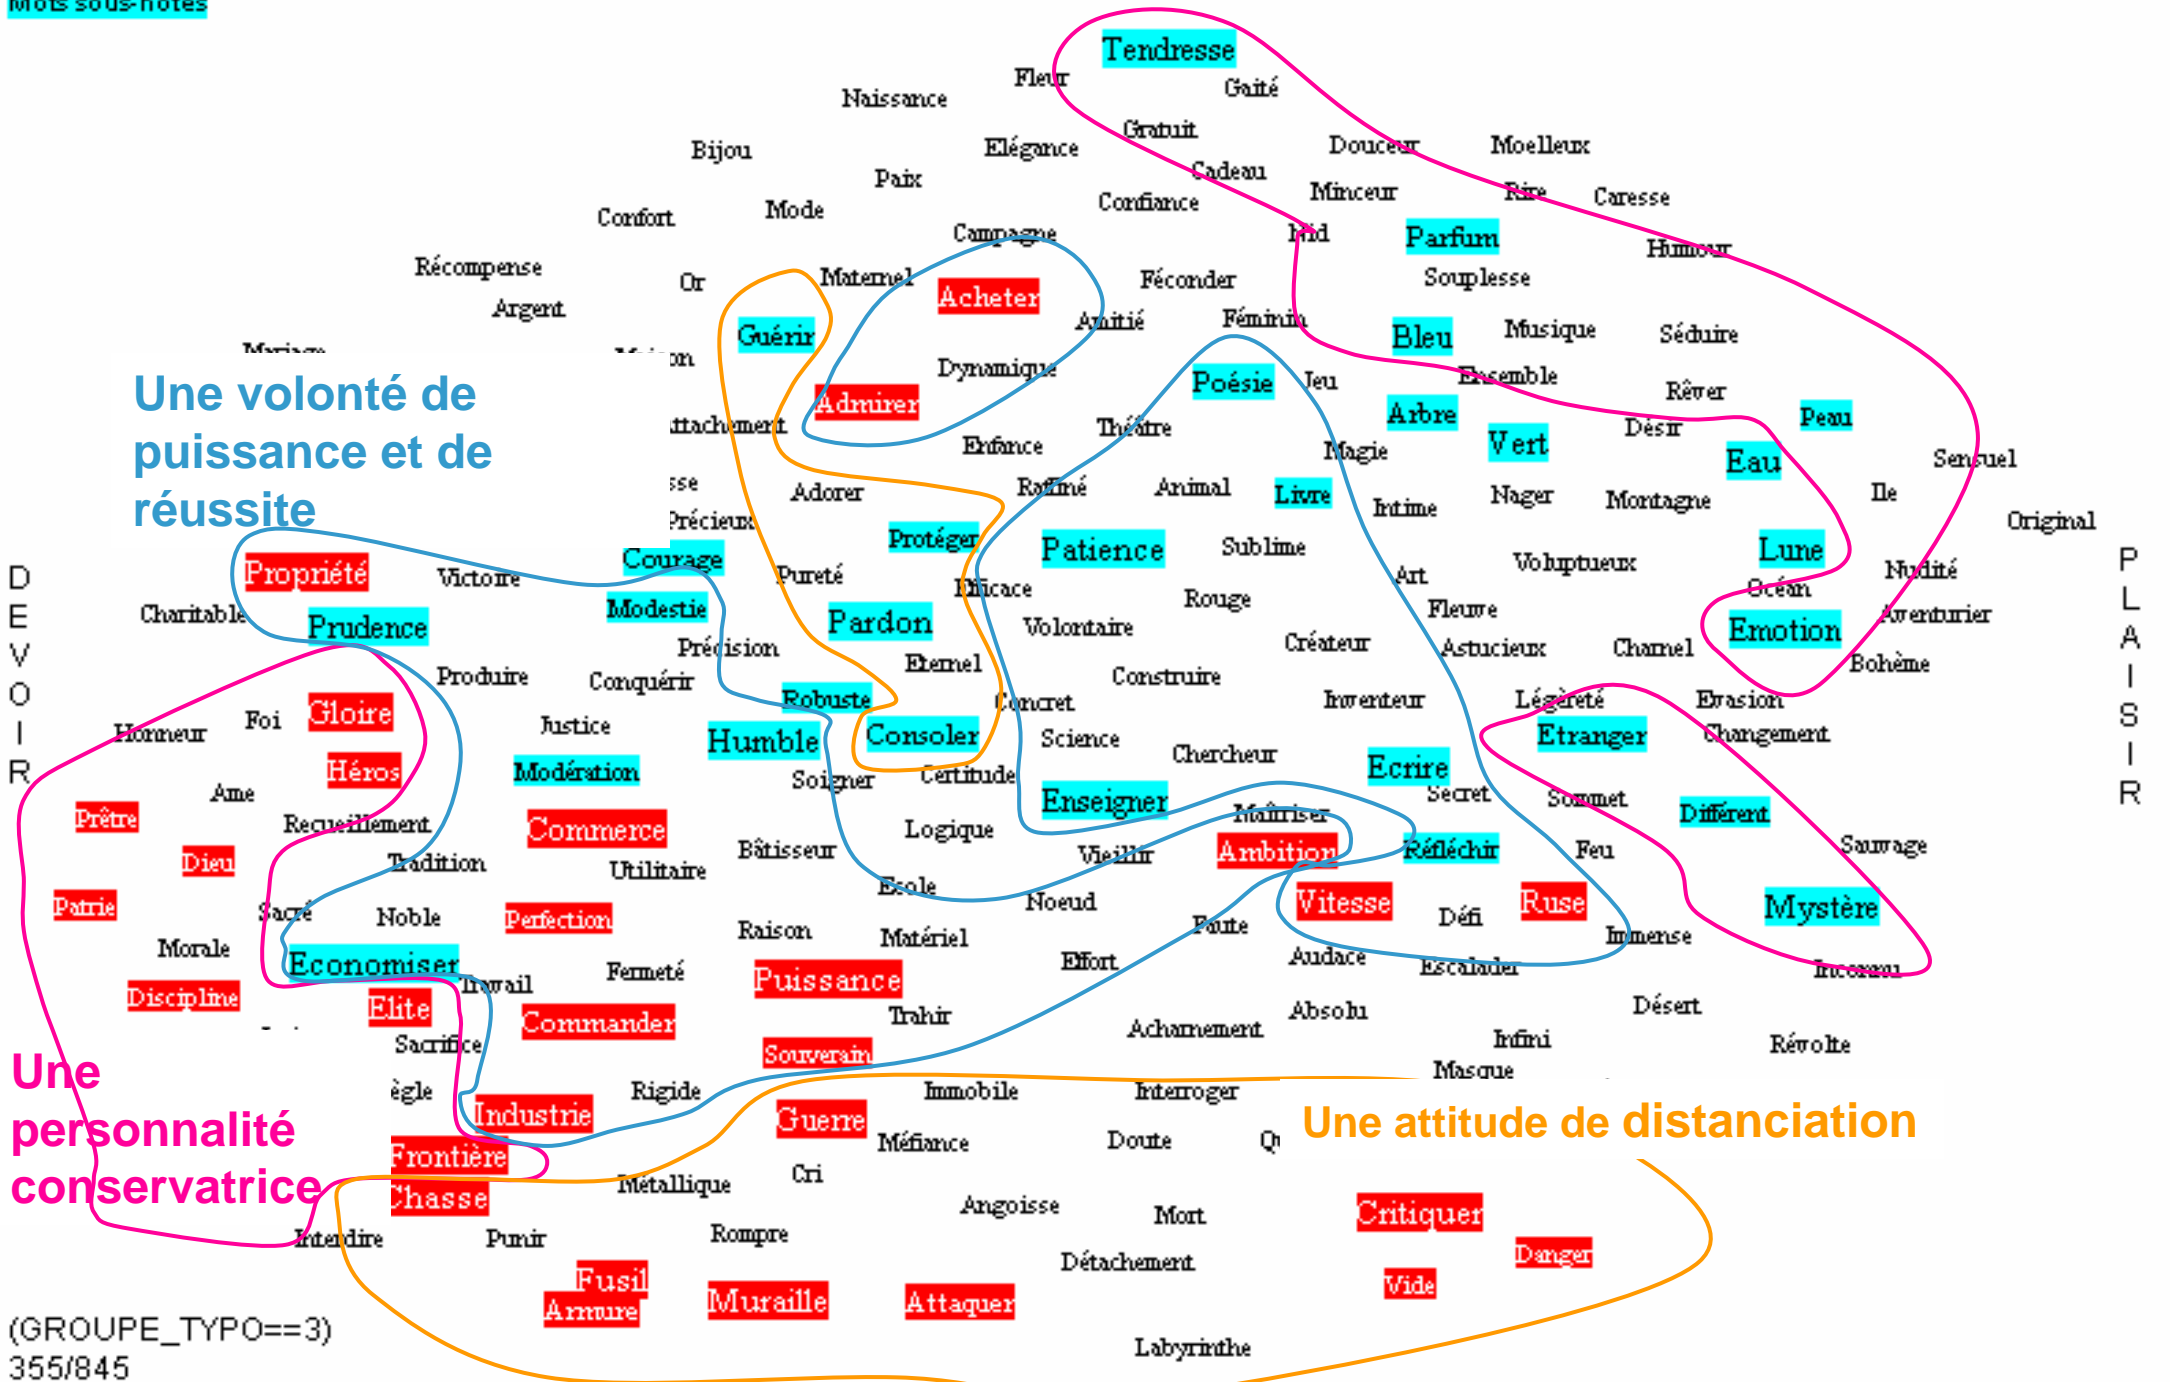 Mots sous-notés
Tendresse
Fleur
Gaité
Naissance
Gratuit
Bijou
Elégance
Douceur
Moelleux
Paix
Cadeau
Minceur
Rire
Caresse
Confort
Mode
Confiance
Campagne
Nid
Parfum
Humour
Récompense
Or
Maternel
Féconder
Souplesse
Argent
Acheter
Amitié
Féminin
Guérir
Bleu
Musique
Séduire
Mariage
Dynamique
Poésie
Jeu
Ensemble
Rêver
Une volonté de
puissance et de
réussite
Admirer
Arbre
Peau
ttachement
Enfance
Théâtre
Magie
Vert
Désir
Eau
Sensuel
sse
Adorer
Raffiné
Animal
Livre
Intime
Nager
Montagne
Ile
Précieux
Protéger
Patience
Sublime
Original
Courage
Lune
Propriété
Victoire
Pureté
Efficace
Art
Voluptueux
Nudité
Océan
DEVOIR
PLAISIR
Charitable
Prudence
Modestie
Pardon
Volontaire
Rouge
Fleuve
Emotion
Aventurier
Précision
Eternel
Créateur
Astucieux
Charnel
Bohème
Produire
Conquérir
Robuste
Construire
Concret
Inventeur
Légèreté
Evasion
Honneur
Foi
Gloire
Justice
Humble
Consoler
Science
Chercheur
Etranger
Changement
Héros
Modération
Soigner
Certitude
Ecrire
Ame
Enseigner
Secret
Sommet
Différent
Prêtre
Recueillement
Commerce
Logique
Maîtriser
Dieu
Tradition
Utilitaire
Bâtisseur
Vieillir
Ambition
Réfléchir
Feu
Sauvage
Patrie
Sacré
Noble
Perfection
Ecole
Noeud
Vitesse
Défi
Ruse
Mystère
Morale
Raison
Matériel
Faute
Immense
Economiser
Travail
Fermeté
Puissance
Effort
Audace
Escalader
Inconnu
Discipline
Elite
Commander
Trahir
Acharnement
Absolu
Désert
Sacrifice
Souverain
Infini
Révolte
Masque
Une
personnalité
conservatrice
ègle
Industrie
Rigide
Immobile
Interroger
Guerre
Méfiance
Doute
Une attitude de distanciation
Frontière
Cri
Chasse
Métallique
Angoisse
Mort
Critiquer
Interdire
Punir
Rompre
Détachement
Danger
Fusil
Vide
Armure
Muraille
Attaquer
Labyrinthe
(GROUPE_TYPO==3)
355/845